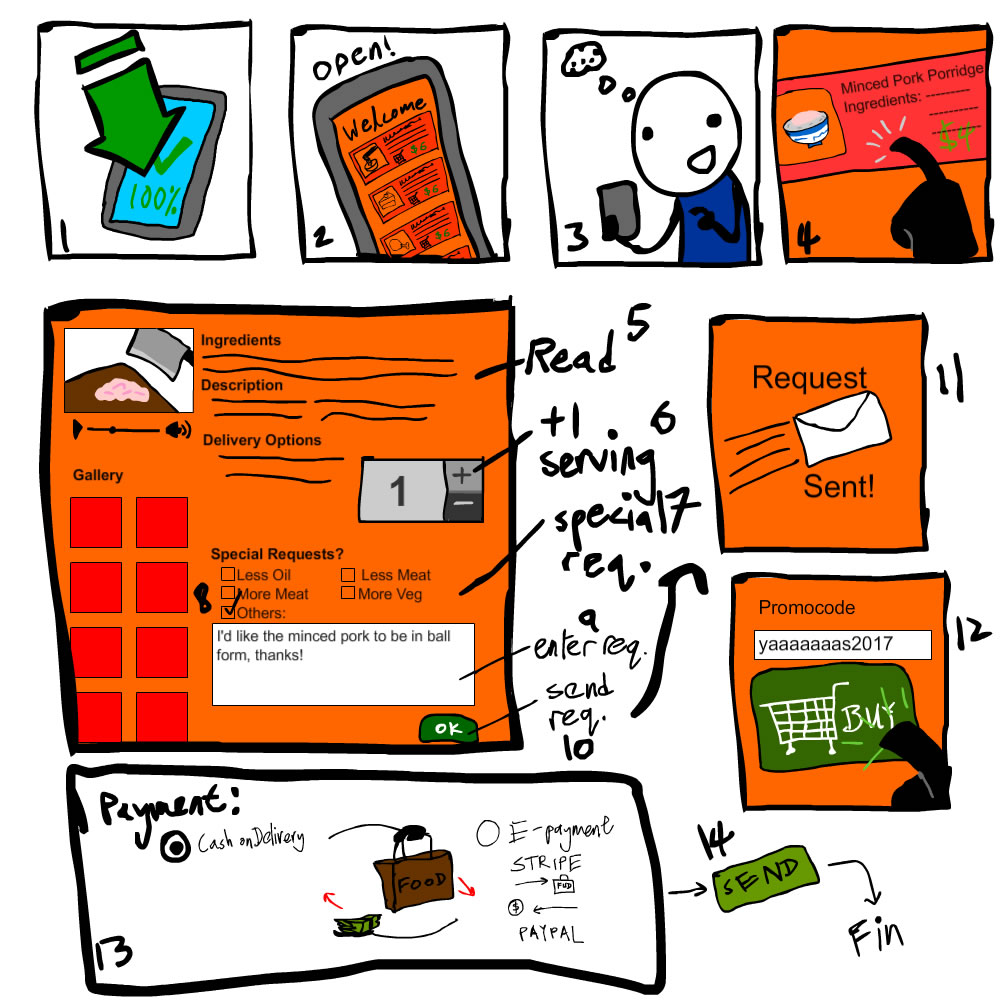 100%
1
OPEN!
Welcome
$6
$6
$6
2
3
Minced Pork Porridge
Ingredients:
$4
4
Ingredients
Description
Delivery Options
Gallery
1
+
-
Special Requests?
Less Oil
Less Meat
More Meat
More Veg
8
Others:
I'd like the minced pork to be in ball
form, thanks!
OK
Read 5
+1 6
serving
special 7
req.
9
enter req.
send
req.
10
Request
Sent!
11
Promocode
yaaaaaaas2017
BUY
12
Payment:
Cash on Delivery
FOOD
E-payment
STRIPE
FUD
$
PAYPAL
13
14
SEND
Fin